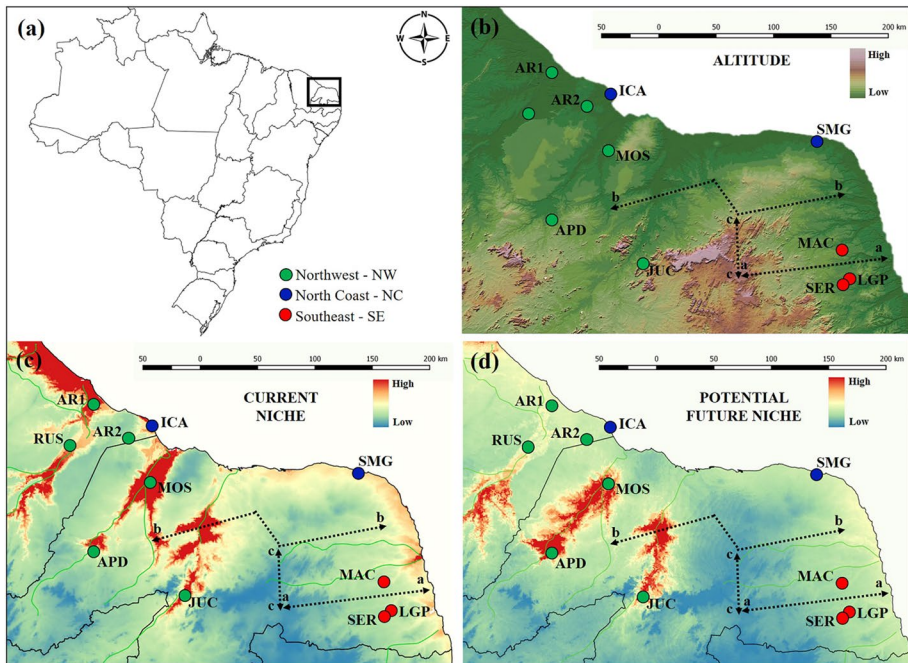 (a)
N
W E
S
Northwest - NW
North Coast - NC
Southeast - SE
(b)
50 0 50 100 150 200 km
ALTITUDE
High
Low
AR1
ICA
AR2
SMG
MOS
b
b
c
APD
MAC
a
JUC
a
c
LGP
SER
(c)
50 0 50 100 150 200 km
CURRENT
NICHE
High
Low
AR1
ICA
AR2
RUS
SMG
MOS
b
b
c
APD
MAC
a
JUC
a
c
LGP
SER
(d)
50 0 50 100 150 200 km
POTENTIAL
FUTURE NICHE
High
Low
AR1
ICA
AR2
RUS
SMG
MOS
b
b
c
APD
MAC
a
JUC
a
c
LGP
SER